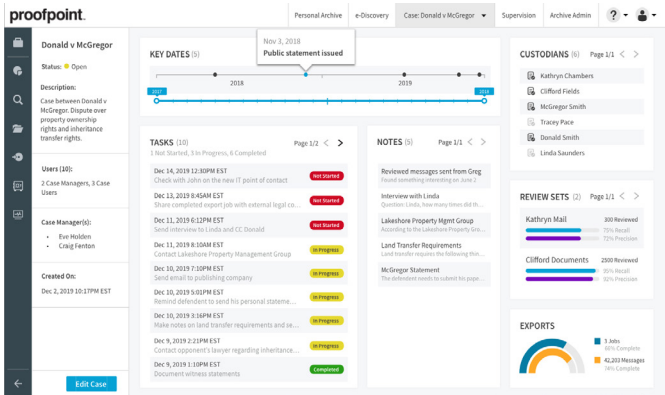 proofpoint.
Personal Archive
e-Discovery
Case: Donald v McGregor
Supervision
Archive Admin
?
Donald v McGregor
Status: Open
Description:
Case between Donald v
McGregor. Dispute over
property ownership
rights and inheritance
transfer rights.
Users (10):
2 Case Managers, 3 Case
Users
Case Manager(s):
• Eve Holden
• Craig Fenton
Created On:
Dec 2, 2019 10:17PM EST
Edit Case
KEY DATES (5)
Nov 3, 2018
Public statement issued
2018
2019
2017
2019
TASKS (10)
Page 1/2
1 Not Started, 3 In Progress, 6 Completed
Dec 14, 2019 12:30PM EST
Check with John on the new IT point of contact
Not Started
Dec 13, 2019 8:45AM EST
Share completed export job with external legal co...
Not Started
Dec 11, 2019 6:12PM EST
Send interview to Linda and CC Donald
Not Started
Dec 11, 2019 8:10AM EST
Contact Lakeshore Property Management Group
In Progress
Dec 10, 2019 7:10PM EST
Send email to publishing company
In Progress
Dec 10, 2019 5:01PM EST
Remind defendent to send his personal stateme...
In Progress
Dec 10, 2019 3:16PM EST
Make notes on land transfer requirements and se...
In Progress
Dec 9, 2019 2:21PM EST
Contact opponent's lawyer regarding inheritance...
In Progress
Dec 9, 2019 1:10PM EST
Document witness statements
Completed
NOTES (5)
Page 1/1
Reviewed messages sent from Greg
Found something interesting on June 2
Interview with Linda
Question: Linda, how many times did th...
Lakeshore Property Mgmt Group
According to the Lakeshore Property Gro...
Land Transfer Requirements
Land transfer requires the following thin...
McGregor Statement
The defendent needs to submit his pape...
CUSTODIANS (6)
Page 1/1
Kathryn Chambers
Clifford Fields
McGregor Smith
Tracey Pace
Donald Smith
Linda Saunders
REVIEW SETS (2)
Page 1/1
Kathryn Mail
300 Reviewed
75% Recall
72% Precision
Clifford Documents
2500 Reviewed
95% Recall
92% Precision
EXPORTS
3 Jobs
60% Complete
42,203 Messages
74% Complete